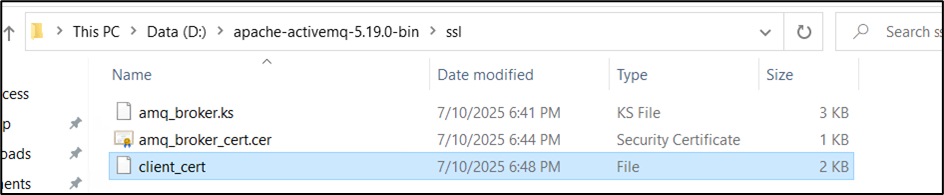 This PC > Data (D:) > apache-activemq-5.19.0-bin > ssl
Search ss
Name Date modified Type Size
cess
amq_broker.ks 7/10/2025 6:41 PM KS File 3 KB
p
amq_broker_cert.cer 7/10/2025 6:44 PM Security Certificate 1 KB
oads
client_cert 7/10/2025 6:48 PM File 2 KB
ments